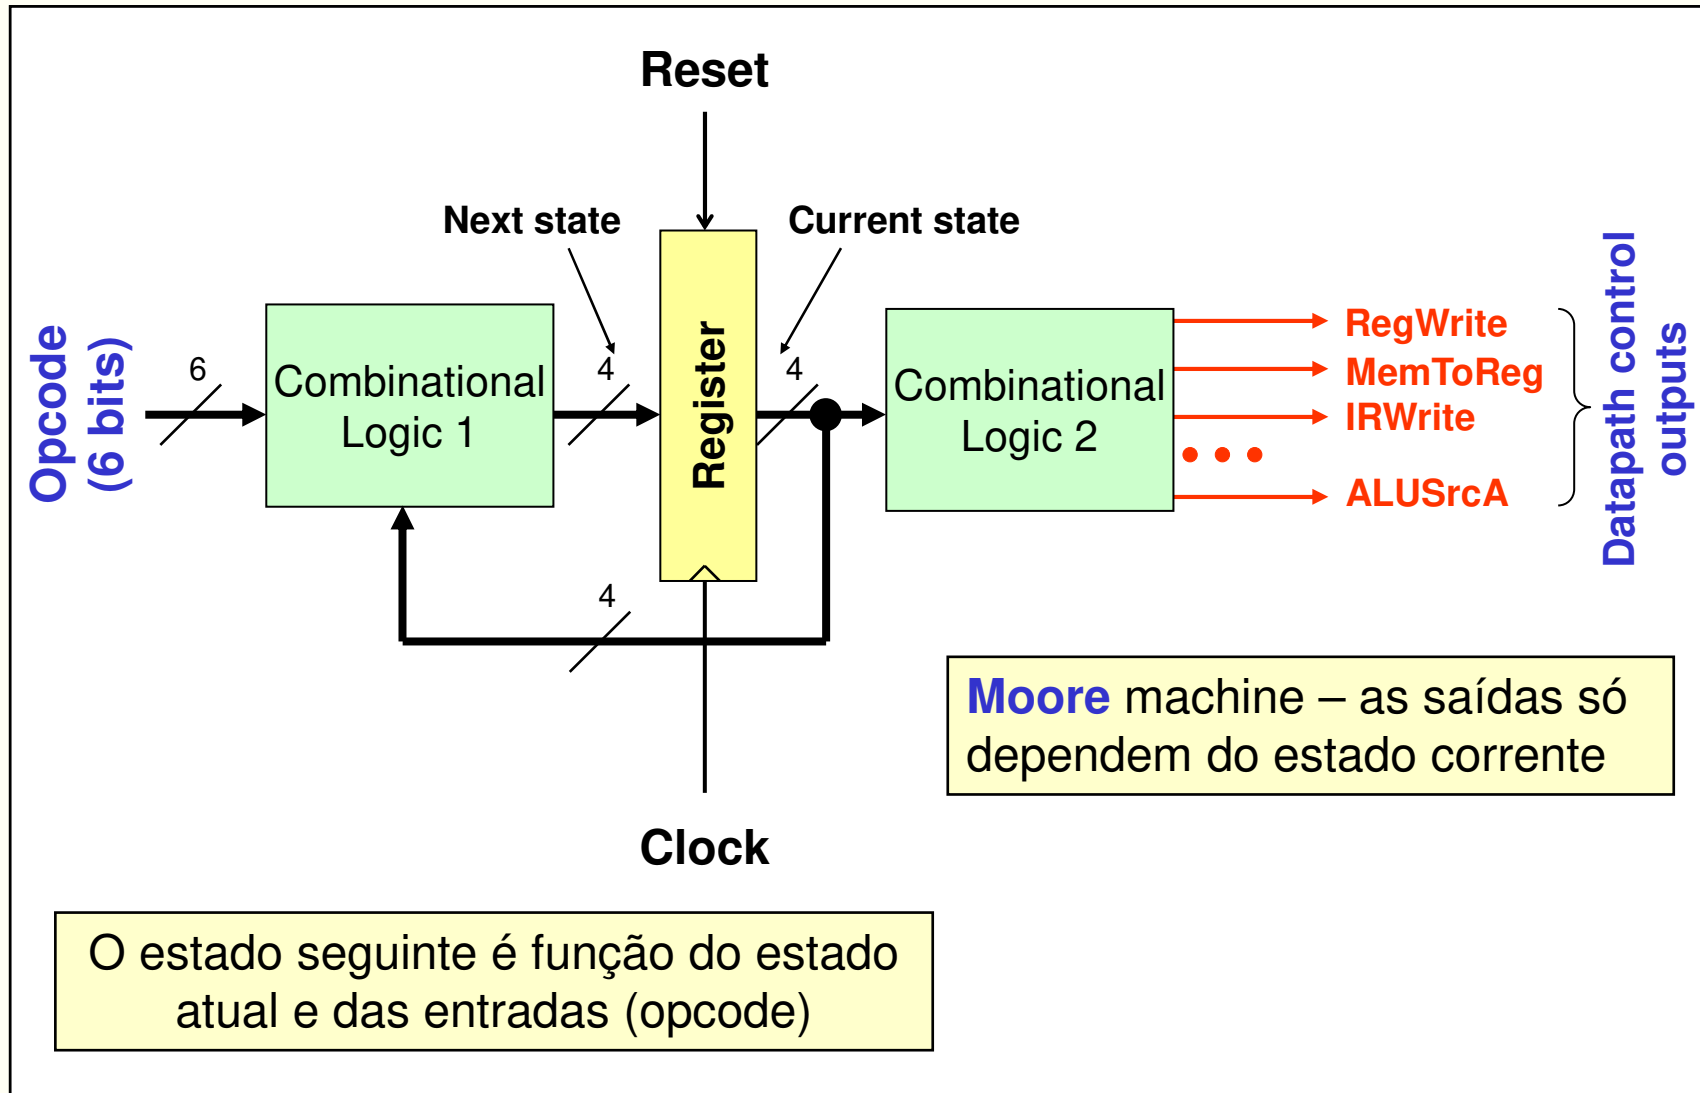 Reset
Next state
Current state
Opcode
(6 bits)
6
Combinational
Logic 1
4
Register
4
Combinational
Logic 2
RegWrite
MemToReg
IRWrite
ALUSrcA
Datapath control
outputs
4
Clock
Moore machine – as saídas só
dependem do estado corrente
O estado seguinte é função do estado
atual e das entradas (opcode)